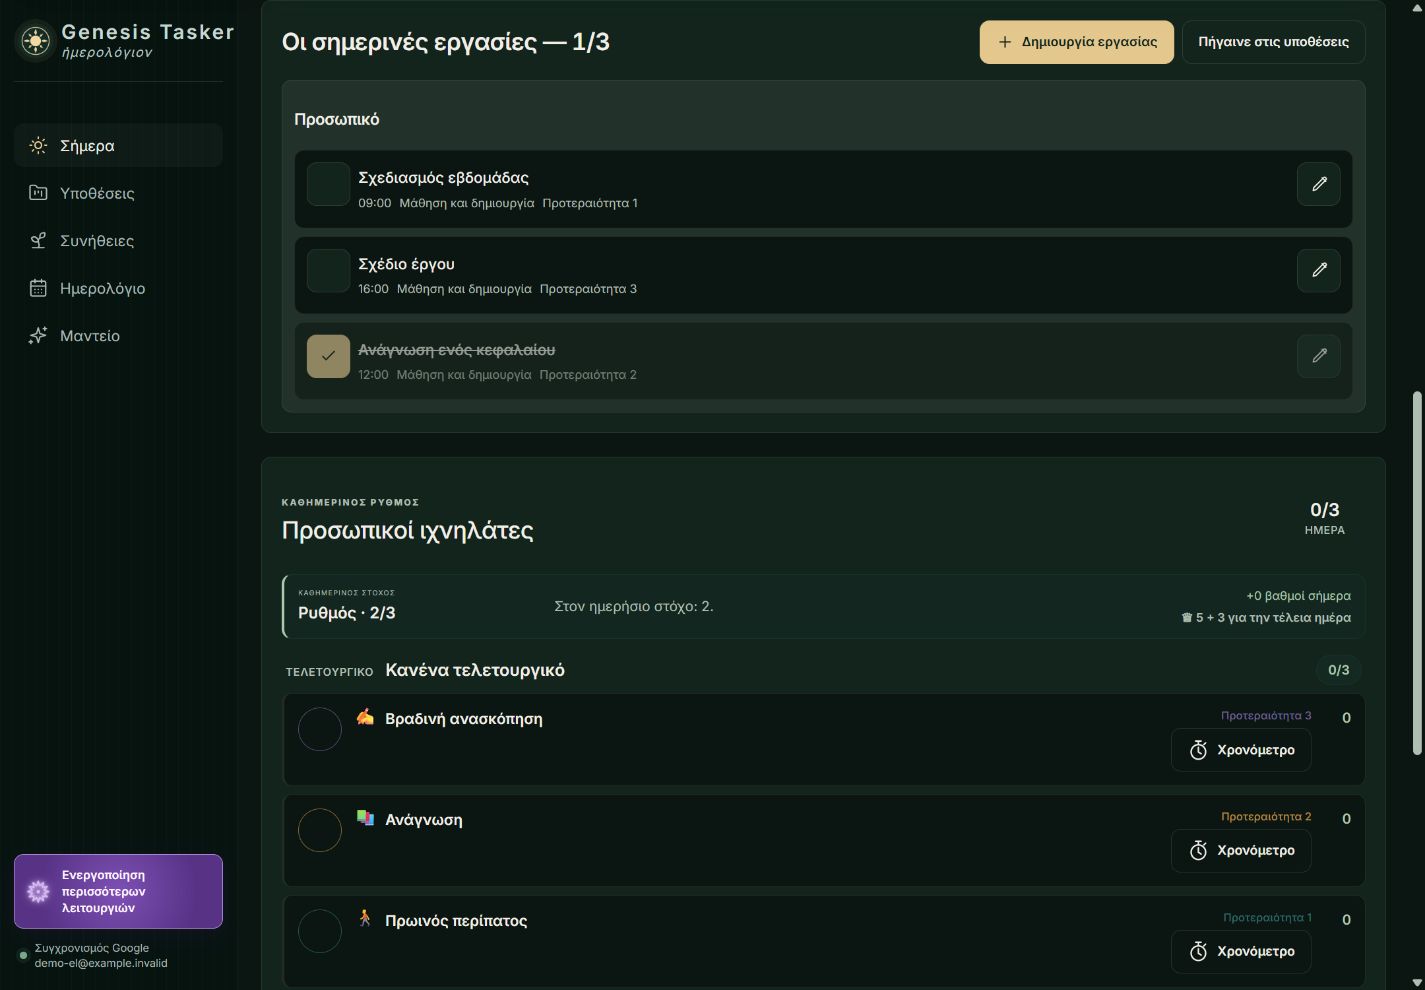 Genesis Tasker
ἡμερολόγιον
Σήμερα
Υποθέσεις
Συνήθειες
Ημερολόγιο
Μαντείο
Ενεργοποίηση
περισσότερων
λειτουργιών
Συγχρονισμός Google
demo-el@example.invalid
Οι σημερινές εργασίες — 1/3
Δημιουργία εργασίας
Πήγαινε στις υποθέσεις
Προσωπικό
Σχεδιασμός εβδομάδας
09:00 Μάθηση και δημιουργία Προτεραιότητα 1
Σχέδιο έργου
16:00 Μάθηση και δημιουργία Προτεραιότητα 3
Ανάγνωση ενός κεφαλαίου
12:00 Μάθηση και δημιουργία Προτεραιότητα 2
ΚΑΘΗΜΕΡΙΝΟΣ ΡΥΘΜΟΣ
Προσωπικοί ιχνηλάτες
0/3
ΗΜΕΡΑ
ΚΑΘΗΜΕΡΙΝΟΣ ΣΤΟΧΟΣ
Ρυθμός · 2/3
Στον ημερήσιο στόχο: 2.
+0 βαθμοί σήμερα
♛ 5 + 3 για την τέλεια ημέρα
ΤΕΛΕΤΟΥΡΓΙΚΟ Κανένα τελετουργικό 0/3
Βραδινή ανασκόπηση
Προτεραιότητα 3 0
Χρονόμετρο
Ανάγνωση
Προτεραιότητα 2 0
Χρονόμετρο
Πρωινός περίπατος
Προτεραιότητα 1 0
Χρονόμετρο